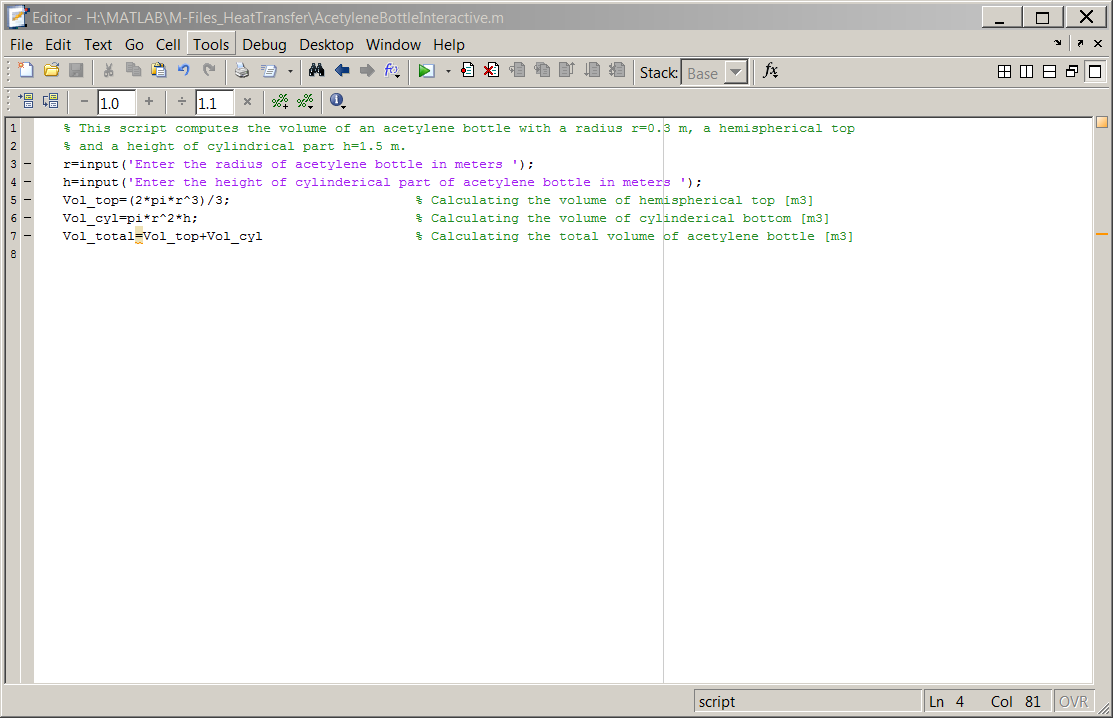 Editor - H:\MATLAB\M-Files_HeatTransfer\AcetyleneBottleInteractive.m
File Edit Text Go Cell Tools Debug Desktop Window Help
Stack: Base fx
1.0 1.1
1 % This script computes the volume of an acetylene bottle with a radius r=0.3 m, a hemispherical top
2 % and a height of cylindrical part h=1.5 m.
3 r=input('Enter the radius of acetylene bottle in meters ');
4 h=input('Enter the height of cylinderical part of acetylene bottle in meters ');
5 Vol_top=(2*pi*r^3)/3; % Calculating the volume of hemispherical top [m3]
6 Vol_cyl=pi*r^2*h; % Calculating the volume of cylinderical bottom [m3]
7 Vol_total=Vol_top+Vol_cyl % Calculating the total volume of acetylene bottle [m3]
8
script Ln 4 Col 81 OVR